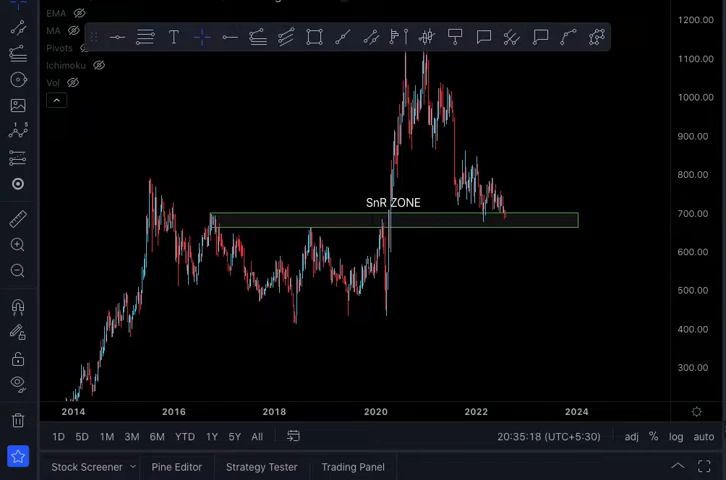 EMA
MA
Pivots
Ichimoku
Vol
T
1 5
SnR ZONE
1200.00
1100.00
1000.00
900.00
800.00
700.00
600.00
500.00
400.00
300.00
2014 2016 2018 2020 2022 2024
1D 5D 1M 3M 6M YTD 1Y 5Y All 20:35:18 (UTC+5:30) adj % log auto
Stock Screener Pine Editor Strategy Tester Trading Panel